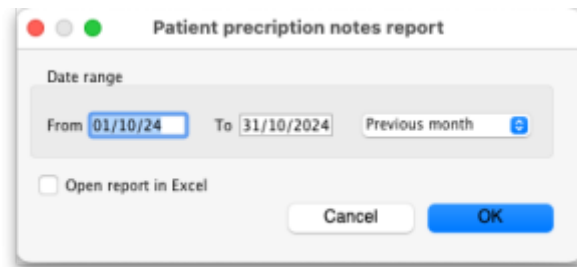 Patient precription notes report
Date range
From 01/10/24 To 31/10/2024 Previous month
Open report in Excel
Cancel OK